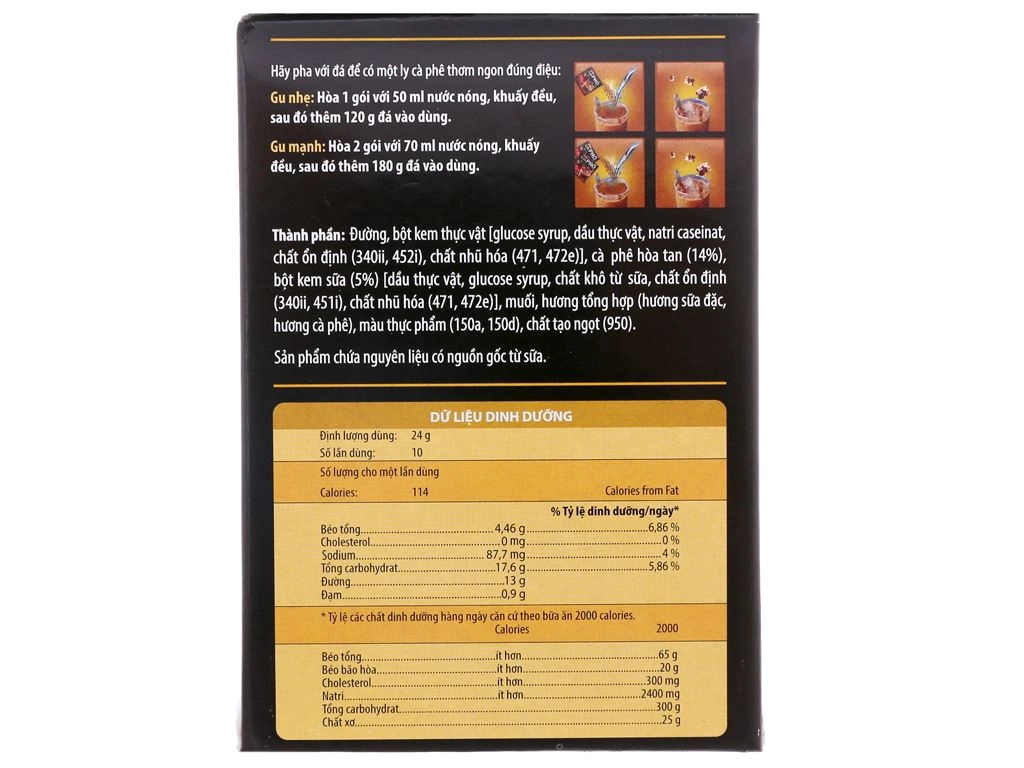 Hãy pha với đá để có một ly cà phê thơm ngon đúng điệu:
Gu nhẹ: Hòa 1 gói với 50 ml nước nóng, khuấy đều,
sau đó thêm 120 g đá vào dùng.
Gu mạnh: Hòa 2 gói với 70 ml nước nóng, khuấy
đều, sau đó thêm 180 g đá vào dùng.
Thành phần: Đường, bột kem thực vật [glucose syrup, dầu thực vật, natri caseinat,
chất ổn định (340ii, 452i), chất nhũ hóa (471, 472e)], cà phê hòa tan (14%),
bột kem sữa (5%) [dầu thực vật, glucose syrup, chất khô từ sữa, chất ổn định
(340ii, 451i), chất nhũ hóa (471, 472e)], muối, hương tổng hợp (hương sữa đặc,
hương cà phê), màu thực phẩm (150a, 150d), chất tạo ngọt (950).
Sản phẩm chứa nguyên liệu có nguồn gốc từ sữa.
DỮ LIỆU DINH DƯỠNG
Định lượng dùng: 24 g
Số lần dùng: 10
Số lượng cho một lần dùng
Calories: 114 Calories from Fat
% Tỷ lệ dinh dưỡng/ngày*
Béo tổng 4,46 g 6,86 %
Cholesterol 0 mg 0 %
Sodium 87,7 mg 4 %
Tổng carbohydrat 17,6 g 5,86 %
Đường 13 g
Đạm 0,9 g
* Tỷ lệ các chất dinh dưỡng hàng ngày căn cứ theo bữa ăn 2000 calories.
Calories 2000
Béo tổng ít hơn 65 g
Béo bão hòa ít hơn 20 g
Cholesterol ít hơn 300 mg
Natri ít hơn 2400 mg
Tổng carbohydrat 300 g
Chất xơ 25 g